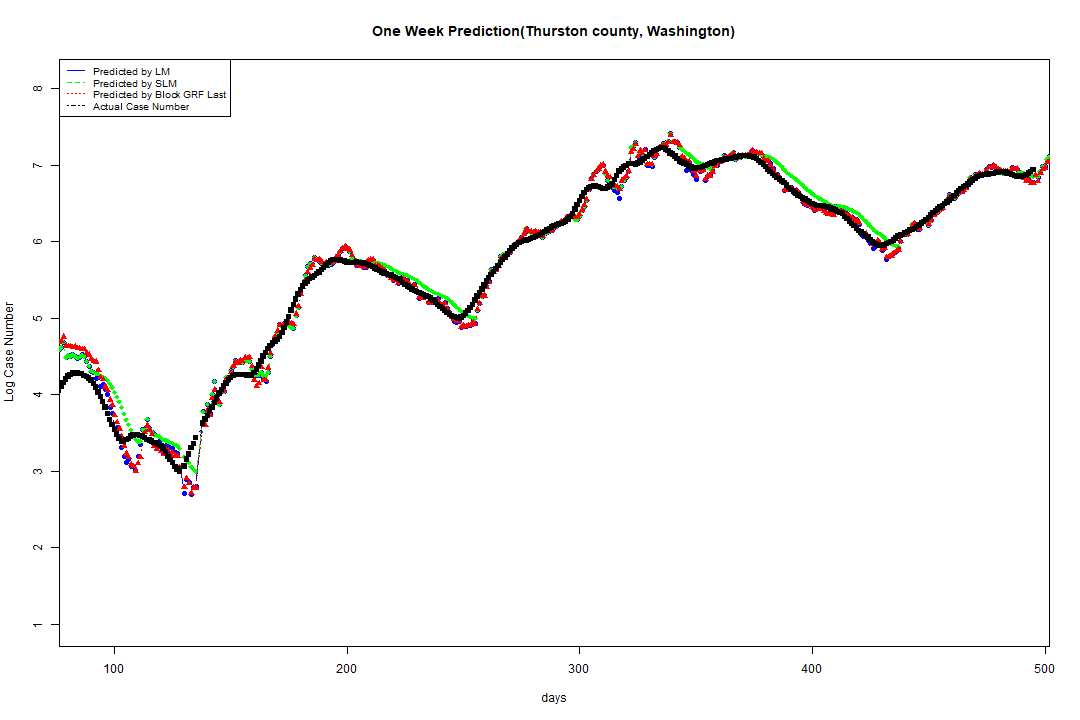 One Week Prediction(Thurston county, Washington)
Predicted by LM
Predicted by SLM
Predicted by Block GRF Last
Actual Case Number
8
7
6
5
4
3
2
1
Log Case Number
100 200 300 400 500
days